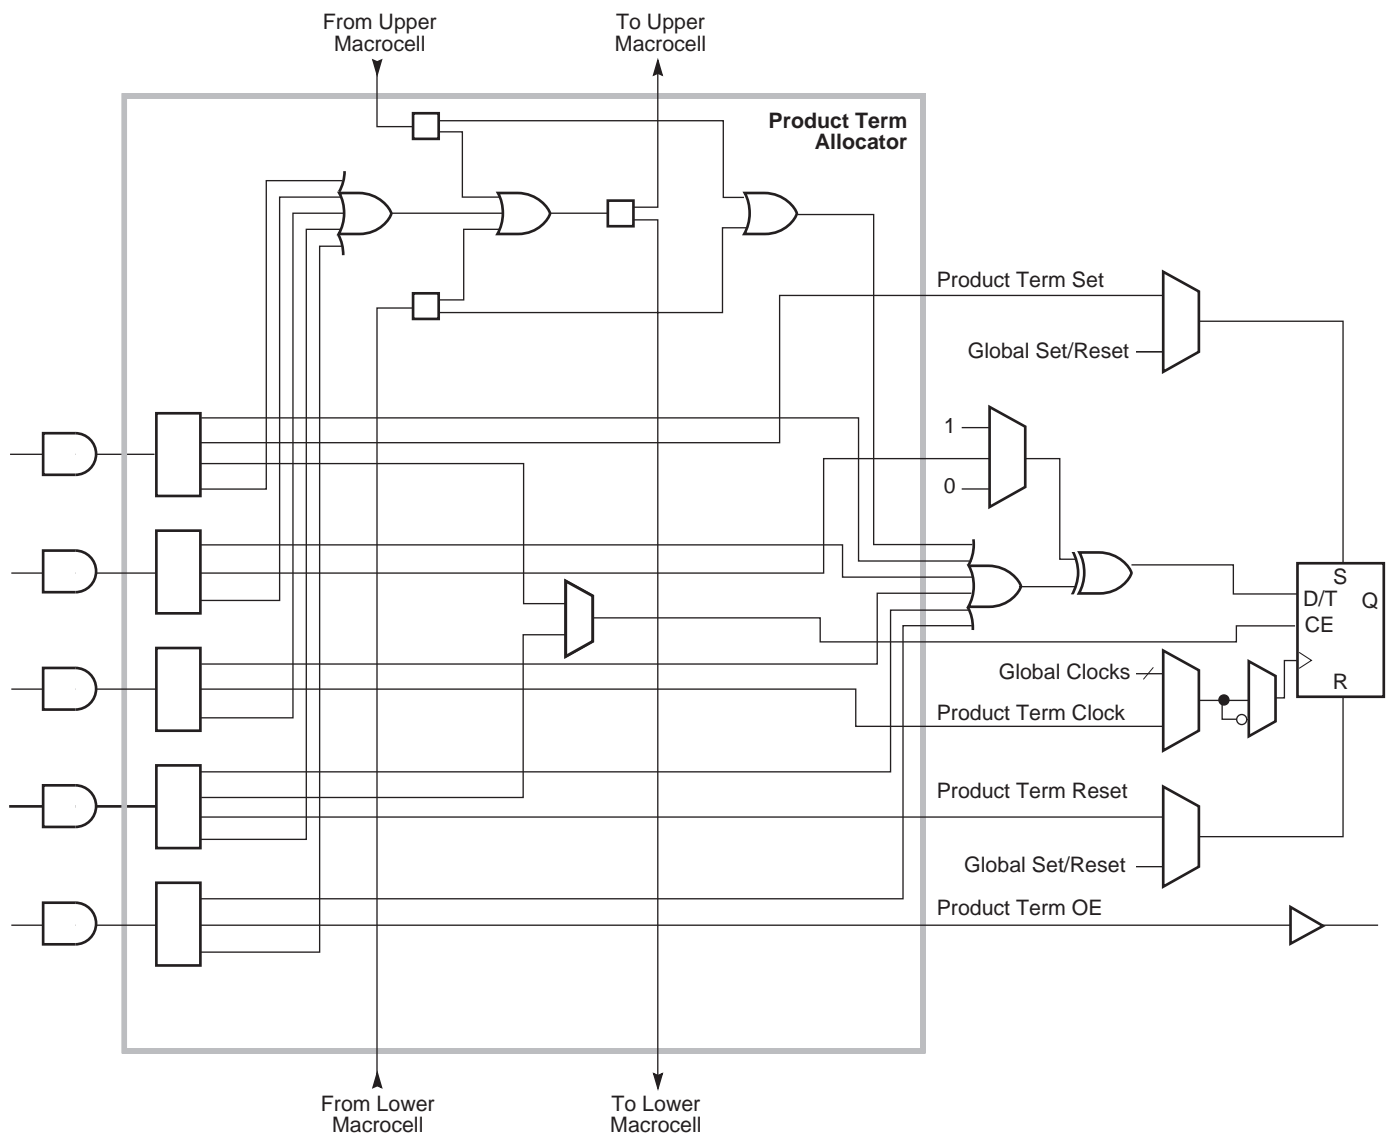 From Upper
Macrocell
To Upper
Macrocell
Product Term
Allocator
Product Term Set
Global Set/Reset
1
0
S
D/T
Q
CE
R
Global Clocks
Product Term Clock
Product Term Reset
Global Set/Reset
Product Term OE
From Lower
Macrocell
To Lower
Macrocell